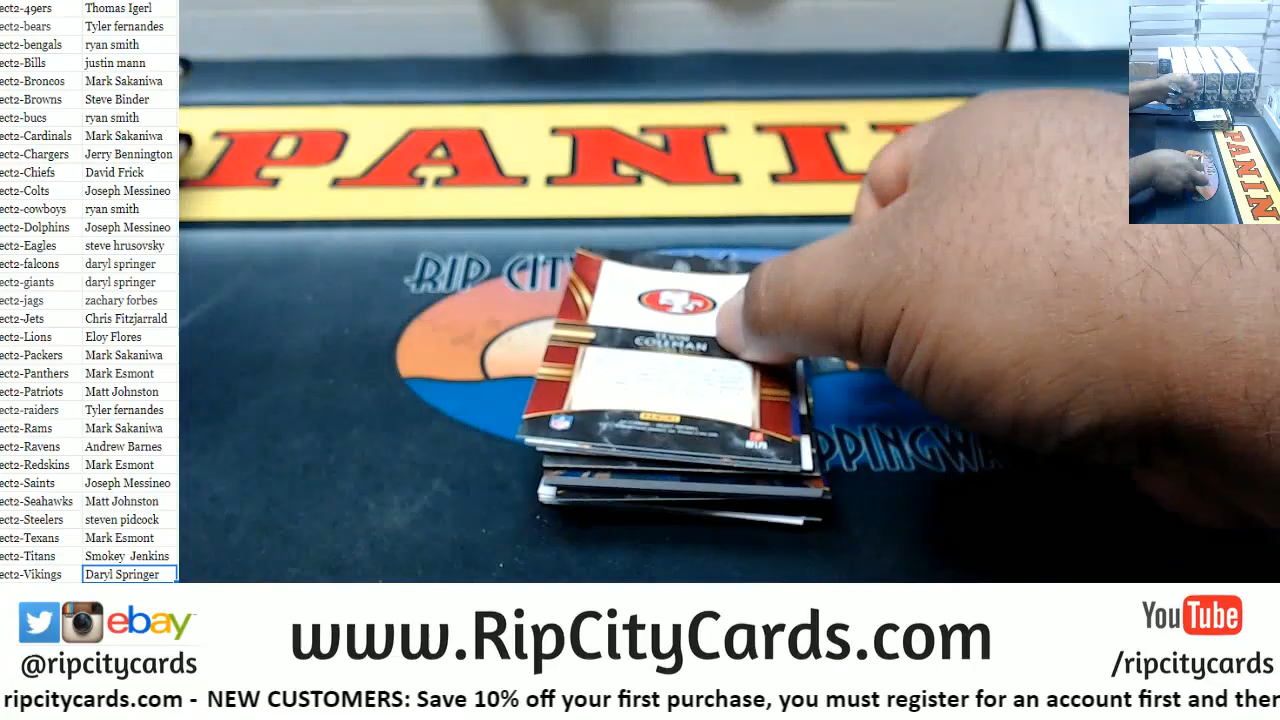 ect2-49ers Thomas Igerl
ect2-bears Tyler fernandes
ect2-bengals ryan smith
ect2-Bills justin mann
ect2-Broncos Mark Sakaniwa
ect2-Browns Steve Binder
ect2-bucs ryan smith
ect2-Cardinals Mark Sakaniwa
ect2-Chargers Jerry Bennington
ect2-Chiefs David Frick
ect2-Colts Joseph Messineo
ect2-cowboys ryan smith
ect2-Dolphins Joseph Messineo
ect2-Eagles steve hrusovsky
ect2-falcons daryl springer
ect2-giants daryl springer
ect2-jags zachary forbes
ect2-Jets Chris Fitzjarrald
ect2-Lions Eloy Flores
ect2-Packers Mark Sakaniwa
ect2-Panthers Mark Esmont
ect2-Patriots Matt Johnston
ect2-raiders Tyler fernandes
ect2-Rams Mark Sakaniwa
ect2-Ravens Andrew Barnes
ect2-Redskins Mark Esmont
ect2-Saints Joseph Messineo
ect2-Seahawks Matt Johnston
ect2-Steelers steven pidcock
ect2-Texans Mark Esmont
ect2-Titans Smokey Jenkins
ect2-Vikings Daryl Springer
PANINI
PANIN
RIP CITY
PPINGWA
SF
COLEMAN
PANINI
NFL
ebay
@ripcitycards
www.RipCityCards.com
YouTube
/ripcitycards
ripcitycards.com - NEW CUSTOMERS: Save 10% off your first purchase, you must register for an account first and then